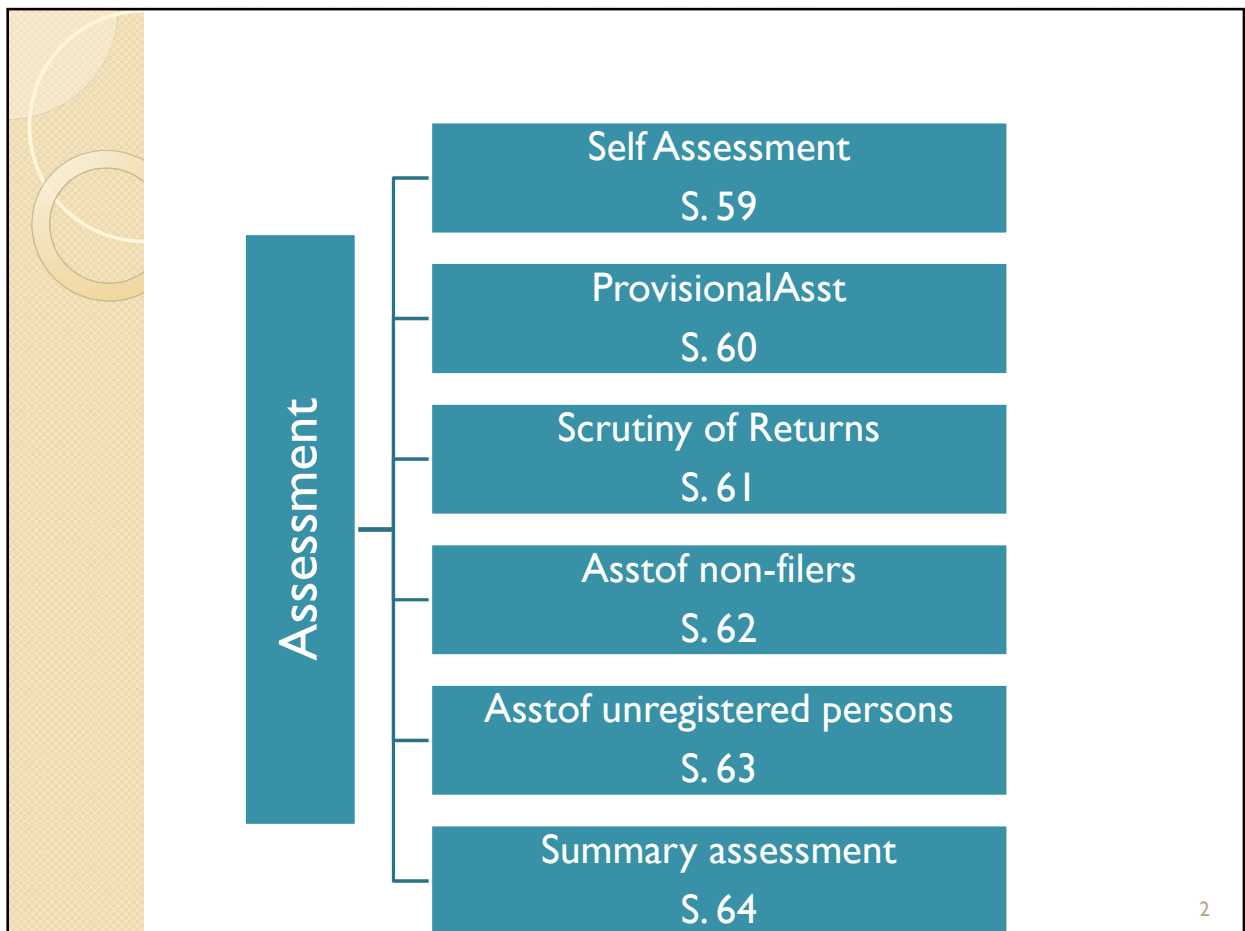 Assessment
Self Assessment
S. 59
ProvisionalAsst
S. 60
Scrutiny of Returns
S. 61
Asstof non-filers
S. 62
Asstof unregistered persons
S. 63
Summary assessment
S. 64
2